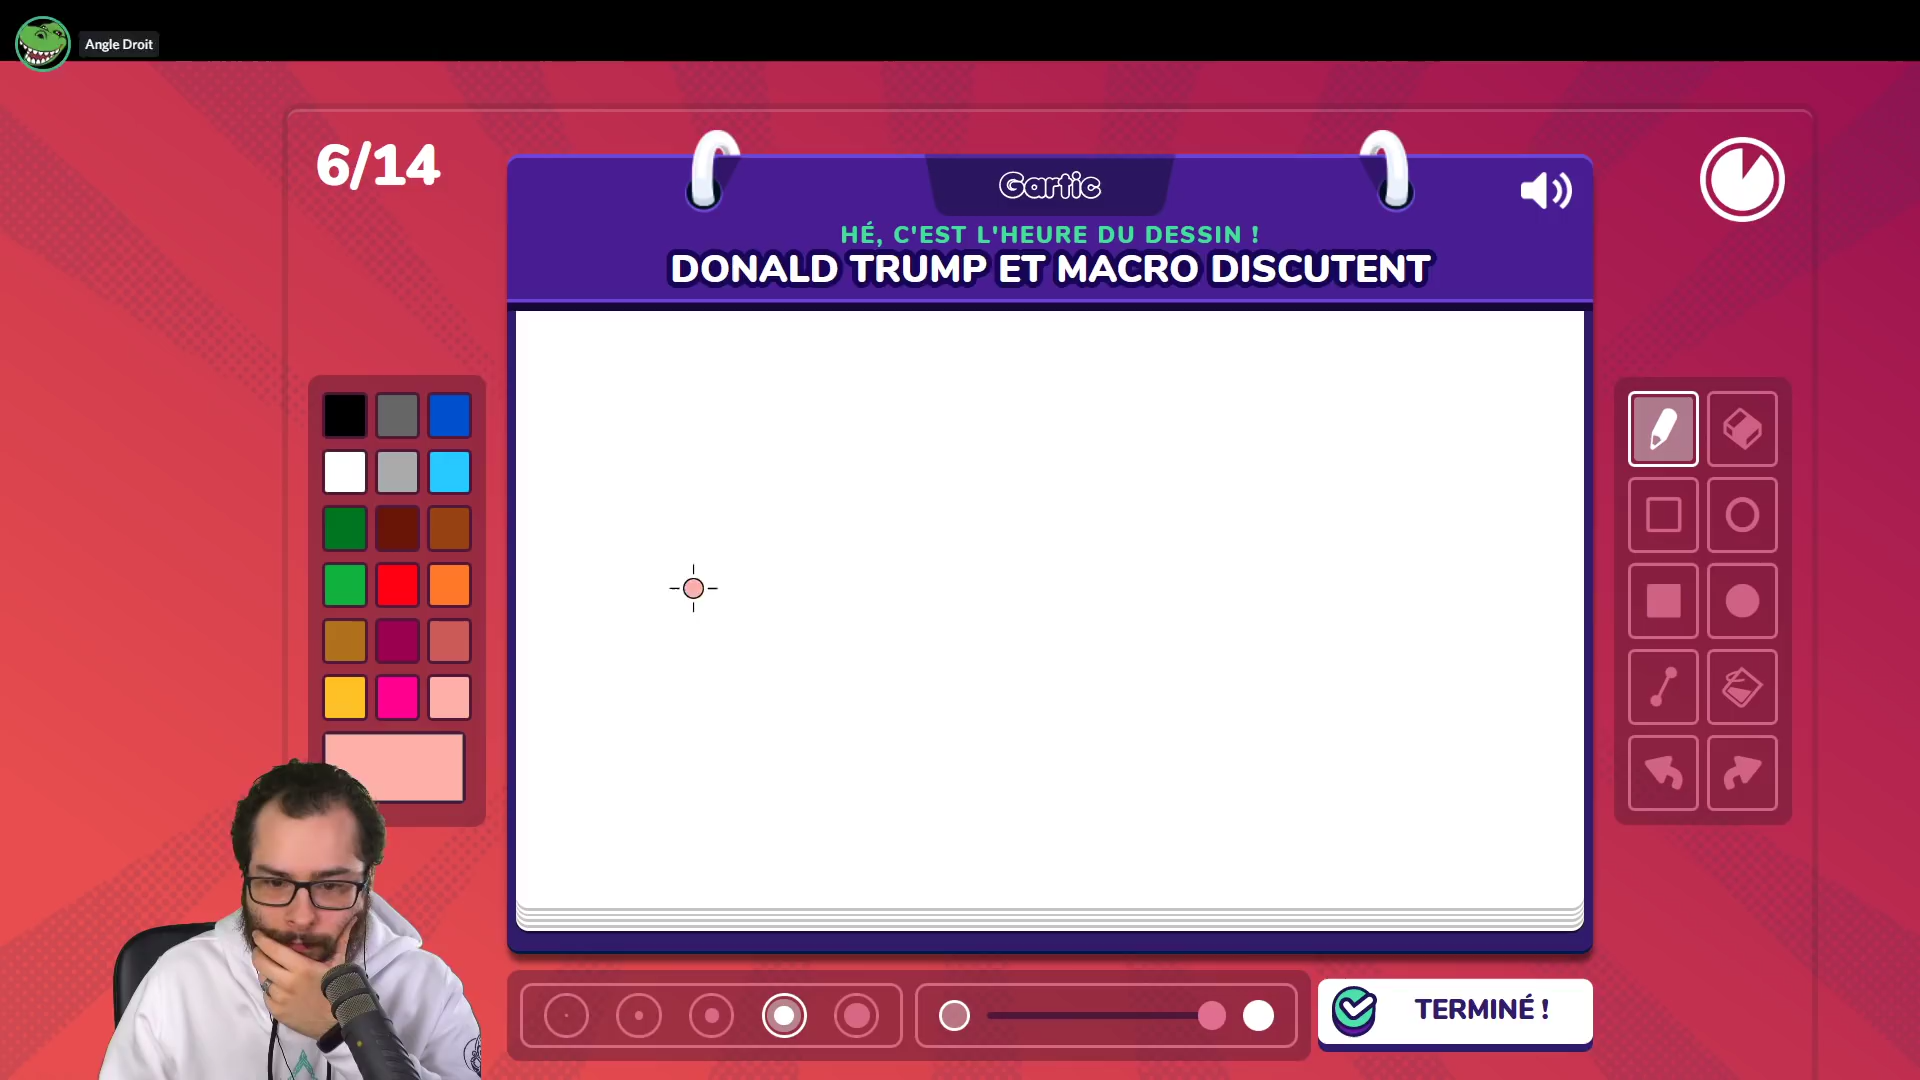 Angle Droit
6/14
Gartic
HÉ, C'EST L'HEURE DU DESSIN !
DONALD TRUMP ET MACRO DISCUTENT
TERMINÉ !